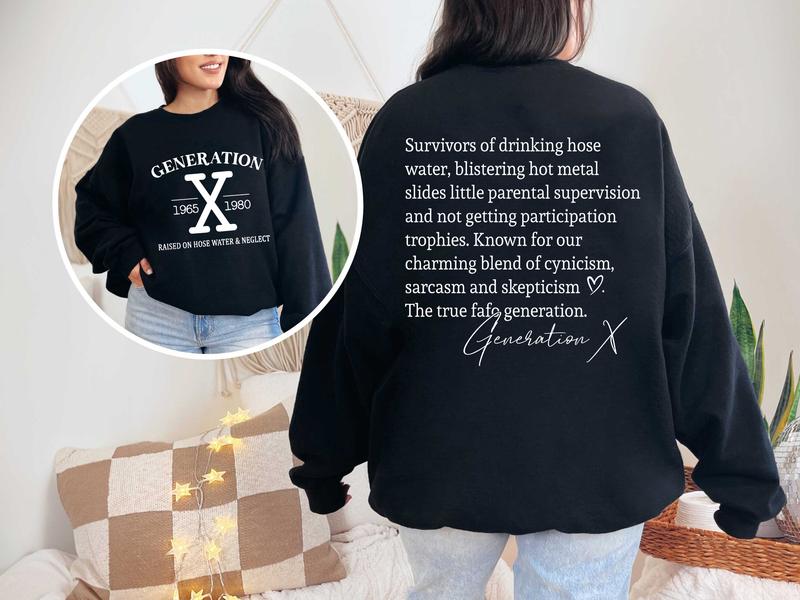 GENERATION
X
1965 1980
RAISED ON HOSE WATER & NEGLECT
Survivors of drinking hose
water, blistering hot metal
slides little parental supervision
and not getting participation
trophies. Known for our
charming blend of cynicism,
sarcasm and skepticism ♡.
The true fafo generation.
Generation X